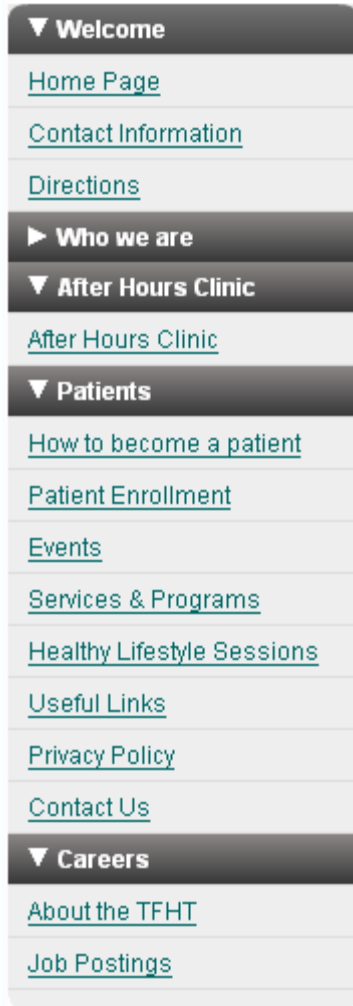 ▼ Welcome
Home Page
Contact Information
Directions
► Who we are
▼ After Hours Clinic
After Hours Clinic
▼ Patients
How to become a patient
Patient Enrollment
Events
Services & Programs
Healthy Lifestyle Sessions
Useful Links
Privacy Policy
Contact Us
▼ Careers
About the TFHT
Job Postings